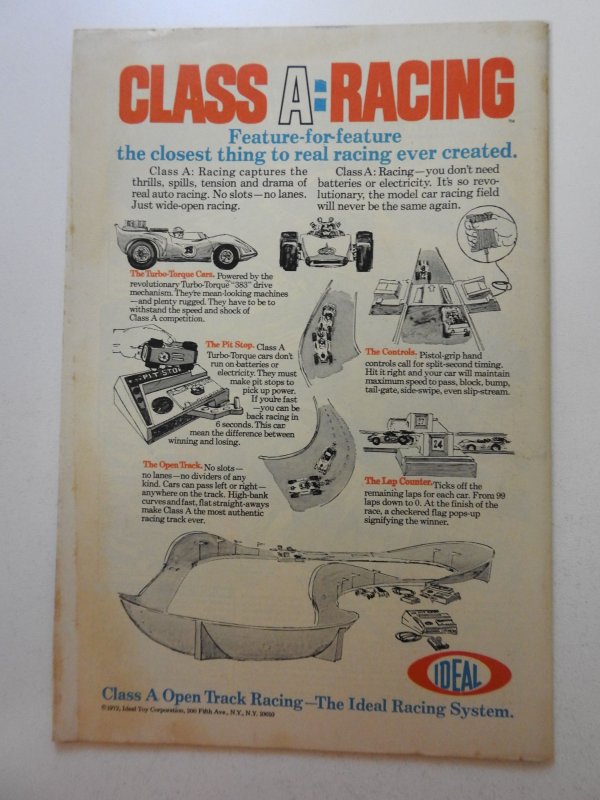 CLASS A: RACING
™
Feature-for-feature
the closest thing to real racing ever created.
Class A: Racing captures the
thrills, spills, tension and drama of
real auto racing. No slots—no lanes.
Just wide-open racing.
Class A: Racing—you don't need
batteries or electricity. It's so revo-
lutionary, the model car racing field
will never be the same again.
The Turbo-Torque Cars. Powered by the
revolutionary Turbo-Torque "383" drive
mechanism. They're mean-looking machines
—and plenty rugged. They have to be to
withstand the speed and shock of
Class A competition.
The Pit Stop. Class A
Turbo-Torque cars don't
run on batteries or
electricity. They must
make pit stops to
pick up power.
If you're fast
—you can be
back racing in
6 seconds. This can
mean the difference between
winning and losing.
PIT STOP
The Controls. Pistol-grip hand
controls call for split-second timing.
Hit it right and your car will maintain
maximum speed to pass, block, bump,
tail-gate, side-swipe, even slip-stream.
The Open Track. No slots—
no lanes—no dividers of any
kind. Cars can pass left or right—
anywhere on the track. High-bank
curves and fast, flat straight-aways
make Class A the most authentic
racing track ever.
24
The Lap Counter. Ticks off the
remaining laps for each car. From 99
laps down to 0. At the finish of the
race, a checkered flag pops-up
signifying the winner.
IDEAL
Class A Open Track Racing—The Ideal Racing System.
©1972, Ideal Toy Corporation, 200 Fifth Ave., N.Y., N.Y. 10010